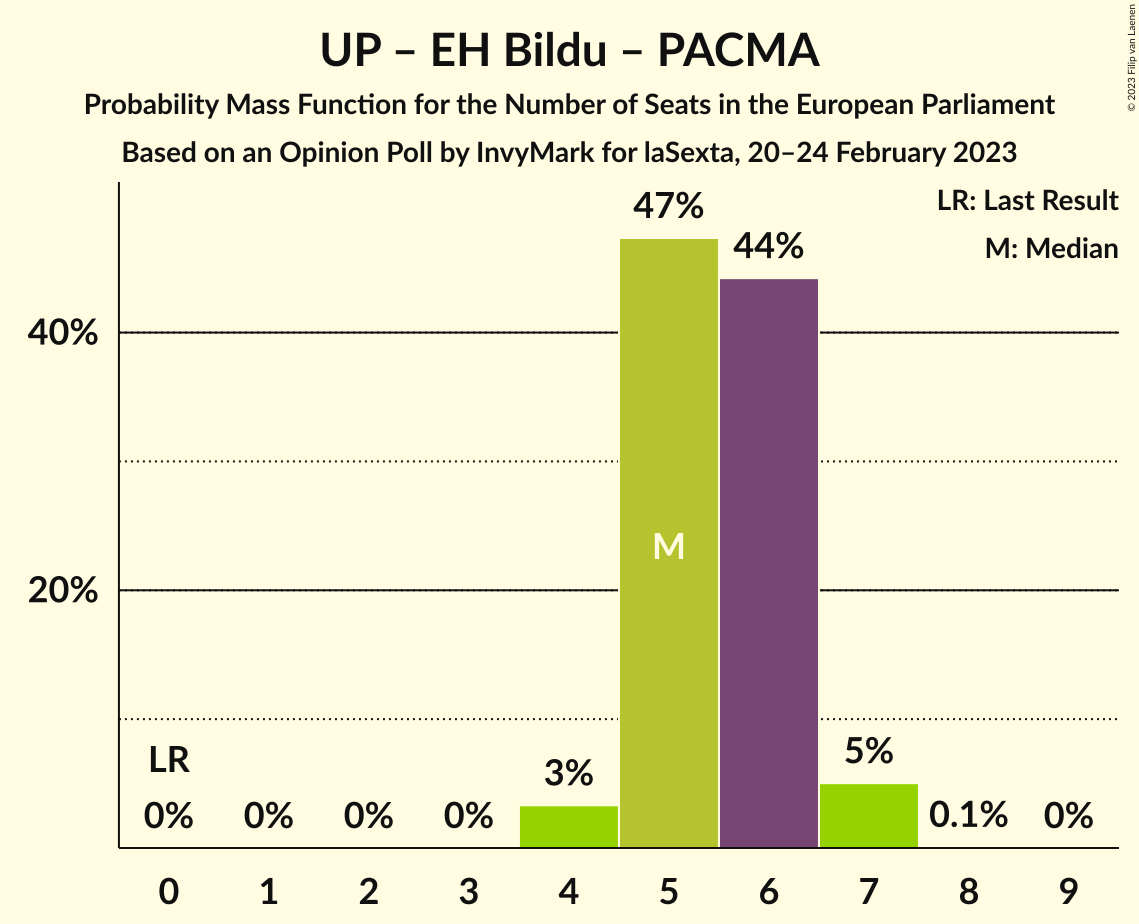 UP – EH Bildu – PACMA
Probability Mass Function for the Number of Seats in the European Parliament
Based on an Opinion Poll by InvyMark for laSexta, 20–24 February 2023
© 2023 Filip van Laenen
LR: Last Result
M: Median
47%
44%
40%
M
20%
LR
0%
0%
0%
0%
3%
5%
0.1%
0%
0
1
2
3
4
5
6
7
8
9